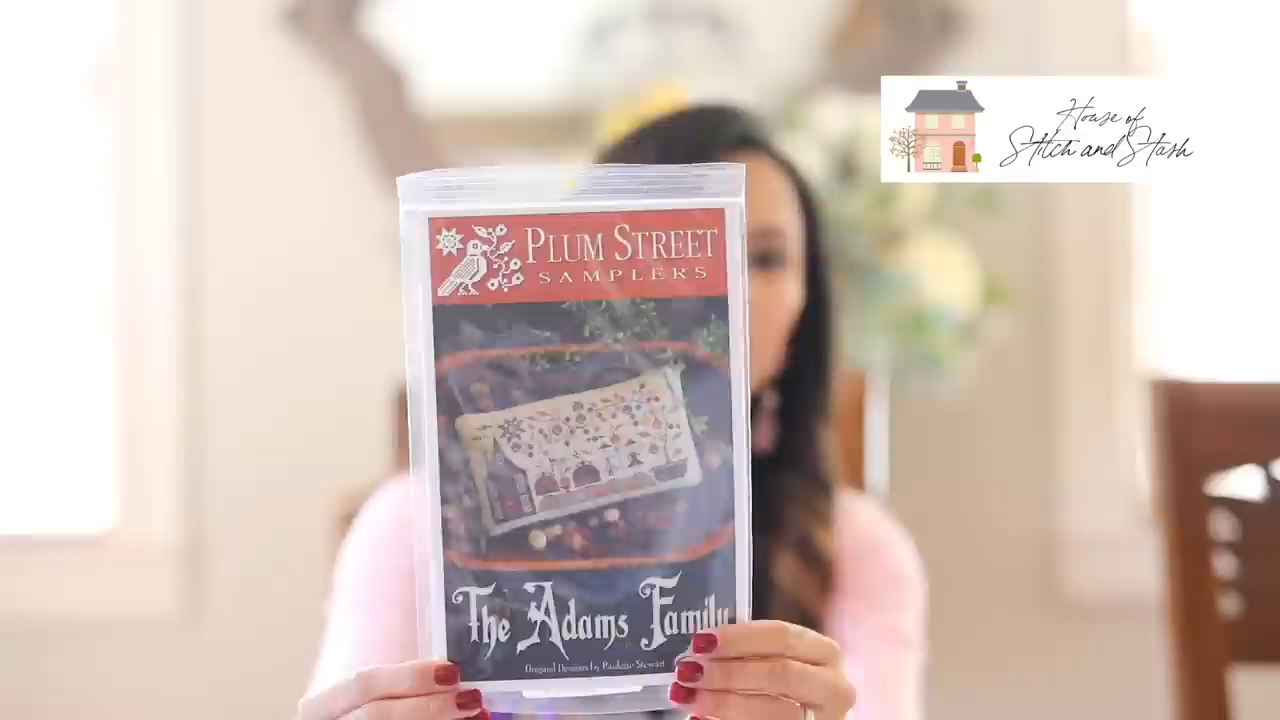 House of
Stitch and Stash
PLUM STREET
SAMPLERS
The Adams Family
Original Designs by Paulette Stewart